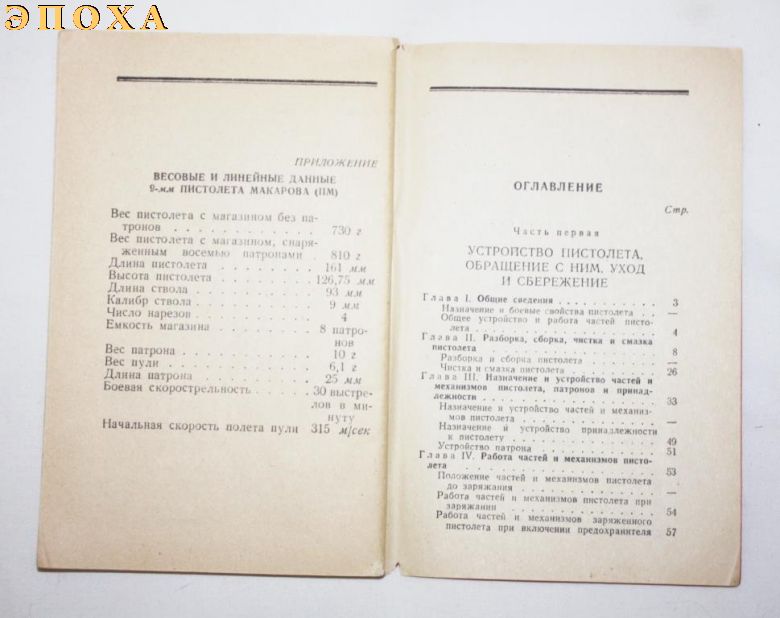 ЭПОХА
ПРИЛОЖЕНИЕ
ВЕСОВЫЕ И ЛИНЕЙНЫЕ ДАННЫЕ
9-мм ПИСТОЛЕТА МАКАРОВА (ПМ)
Вес пистолета с магазином без па-
тронов . . . . . . . . . . . . 730 г
Вес пистолета с магазином, снаря-
женным восемью патронами . 810 г
Длина пистолета . . . . . . . . 161 мм
Высота пистолета . . . . . . . 126,75 мм
Длина ствола . . . . . . . . . 93 мм
Калибр ствола . . . . . . . . . 9 мм
Число нарезов . . . . . . . . . 4
Емкость магазина . . . . . . . 8 патро-
нов
Вес патрона . . . . . . . . . . 10 г
Вес пули . . . . . . . . . . . 6,1 г
Длина патрона . . . . . . . . . 25 мм
Боевая скорострельность . . . . . 30 выстре-
лов в ми-
нуту
Начальная скорость полета пули 315 м/сек
ОГЛАВЛЕНИЕ
Стр.
Часть первая
УСТРОЙСТВО ПИСТОЛЕТА,
ОБРАЩЕНИЕ С НИМ, УХОД
И СБЕРЕЖЕНИЕ
Глава I. Общие сведения . . . . . . . . . . 3
Назначение и боевые свойства пистолета . . —
Общее устройство и работа частей писто-
лета . . . . . . . . . . . . . . . . . 4
Глава II. Разборка, сборка, чистка и смазка
пистолета . . . . . . . . . . . . . . . . 8
Разборка и сборка пистолета . . . . . . . —
Чистка и смазка пистолета . . . . . . . . 26
Глава III. Назначение и устройство частей и
механизмов пистолета, патронов и принад-
лежности . . . . . . . . . . . . . . . . 33
Назначение и устройство частей и механиз-
мов пистолета . . . . . . . . . . . . . —
Назначение и устройство принадлежности
к пистолету . . . . . . . . . . . . . . 49
Устройство патрона . . . . . . . . . . . 51
Глава IV. Работа частей и механизмов писто-
лета . . . . . . . . . . . . . . . . . . 53
Положение частей и механизмов пистолета
до заряжания . . . . . . . . . . . . . —
Работа частей и механизмов пистолета при
заряжании . . . . . . . . . . . . . . . 54
Работа частей и механизмов заряженного
пистолета при включении предохранителя 57